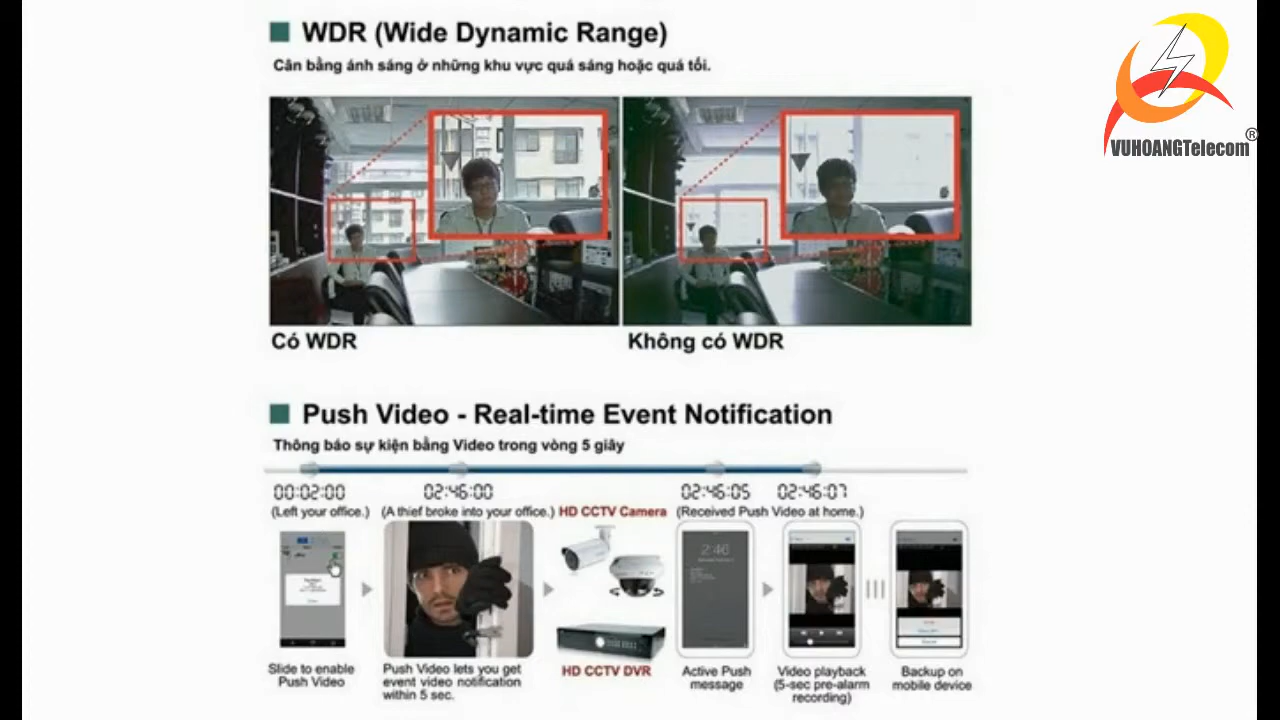 WDR (Wide Dynamic Range)
Cân bằng ánh sáng ở những khu vực quá sáng hoặc quá tối.
VUHOANGTelecom®
Có WDR
Không có WDR
Push Video - Real-time Event Notification
Thông báo sự kiện bằng Video trong vòng 5 giây
00:02:00
02:46:00
02:46:05
02:46:07
(Left your office.)
(A thief broke into your office.)
HD CCTV Camera
(Received Push Video at home.)
2:46
HD CCTV DVR
Slide to enable
Push Video
Push Video lets you get
event video notification
within 5 sec.
Active Push
message
Video playback
(5-sec pre-alarm
recording)
Backup on
mobile device